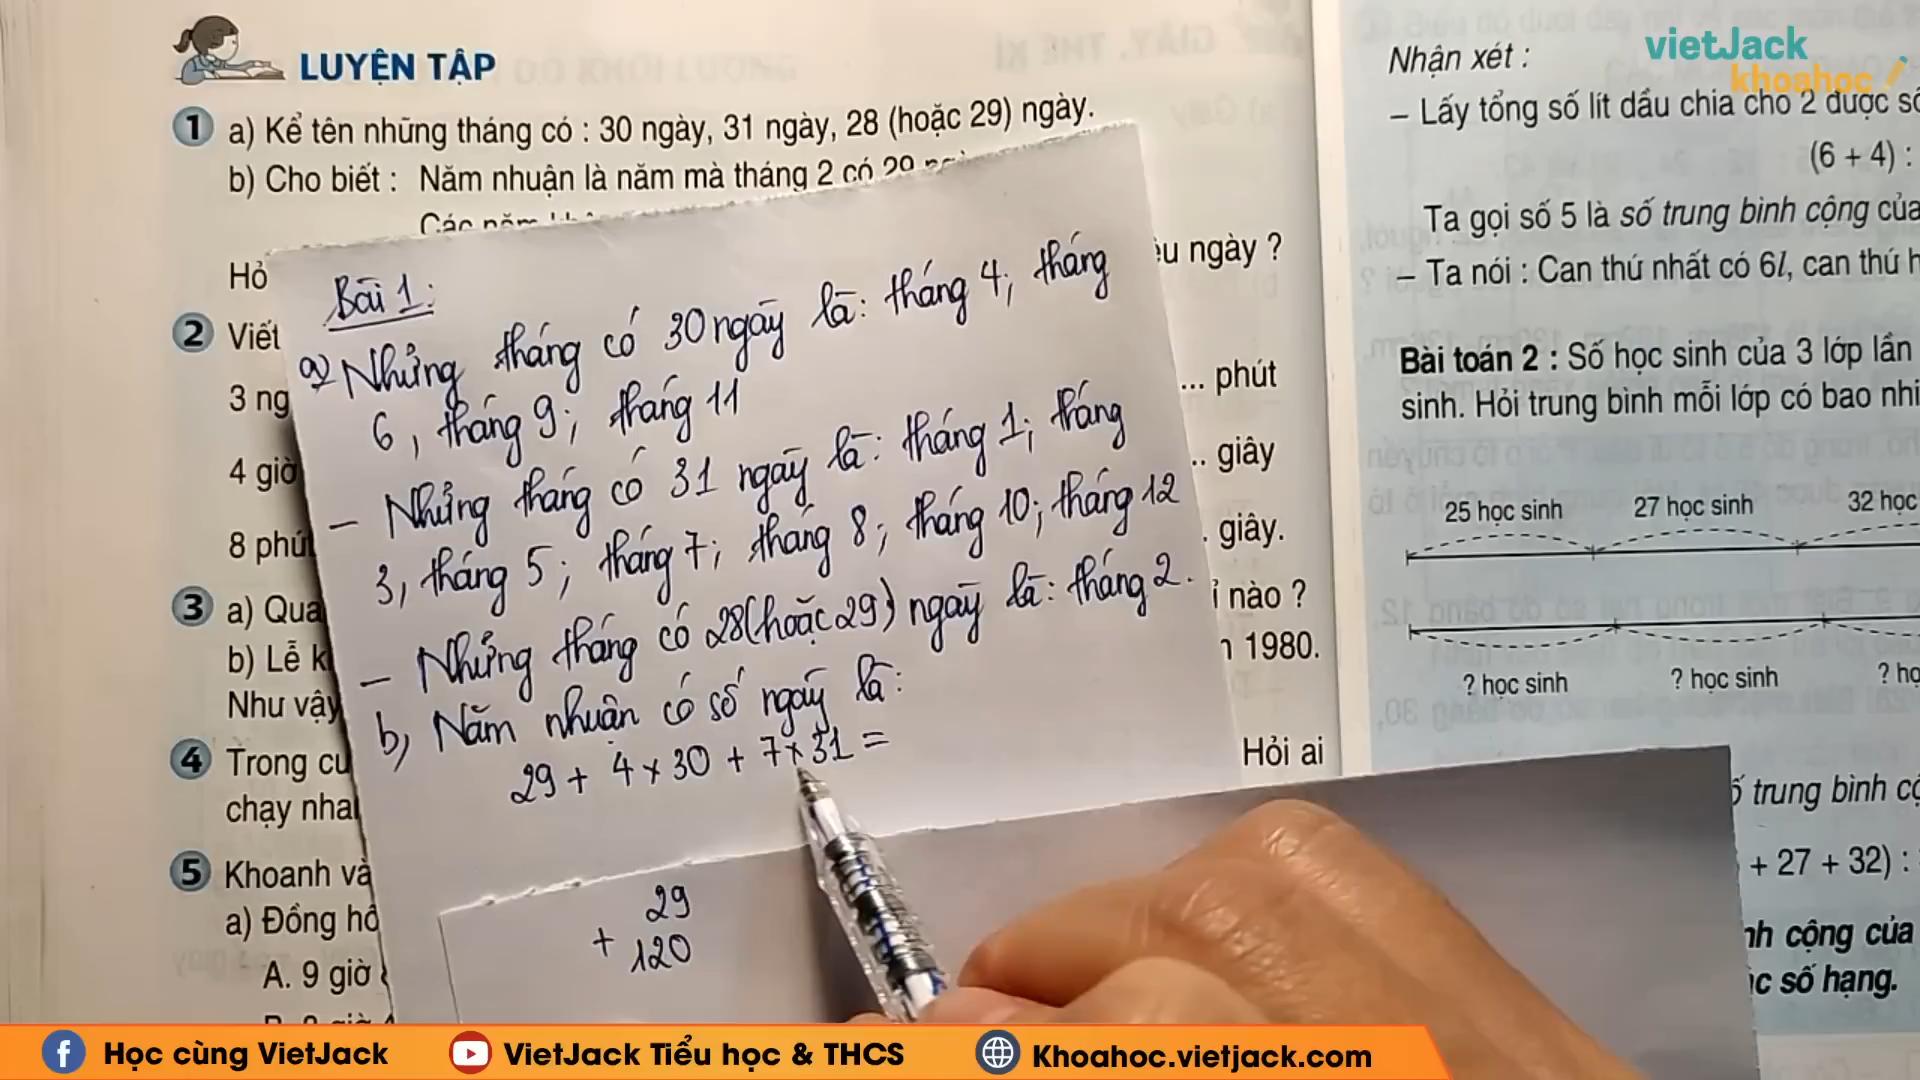 LUYỆN TẬP
1 a) Kể tên những tháng có : 30 ngày, 31 ngày, 28 (hoặc 29) ngày.
b) Cho biết : Năm nhuận là năm mà tháng 2 có 29
Các năm
Hỏ
ngày ?
2 Viết
3 ng
... phút
4 giờ
.. giây
8 phút
. giây.
3 a) Qua
nào ?
b) Lễ k
1980.
Như vậy
4 Trong cu
Hỏi ai
chạy nha
5 Khoanh và
a) Đồng hồ
A. 9 giờ
Bài 1:
a) Những tháng có 30 ngày là: tháng 4; tháng
6, tháng 9; tháng 11
- Những tháng có 31 ngày là: tháng 1; tháng
3, tháng 5; tháng 7; tháng 8; tháng 10; tháng 12
- Những tháng có 28 (hoặc 29) ngày là: tháng 2.
b, Năm nhuận có số ngày là:
29 + 4 x 30 + 7 x 31 =
29
+ 120
vietJack
khoahoc
Nhận xét :
– Lấy tổng số lít dầu chia cho 2 được số
(6 + 4) :
Ta gọi số 5 là số trung bình cộng của
– Ta nói : Can thứ nhất có 6l, can thứ h
Bài toán 2 : Số học sinh của 3 lớp lần
sinh. Hỏi trung bình mỗi lớp có bao nhi
25 học sinh 27 học sinh 32 học
? học sinh ? học sinh ? họ
trung bình cộ
+ 27 + 32) :
nh cộng của
c số hạng.
Học cùng VietJack VietJack Tiểu học & THCS Khoahoc.vietjack.com